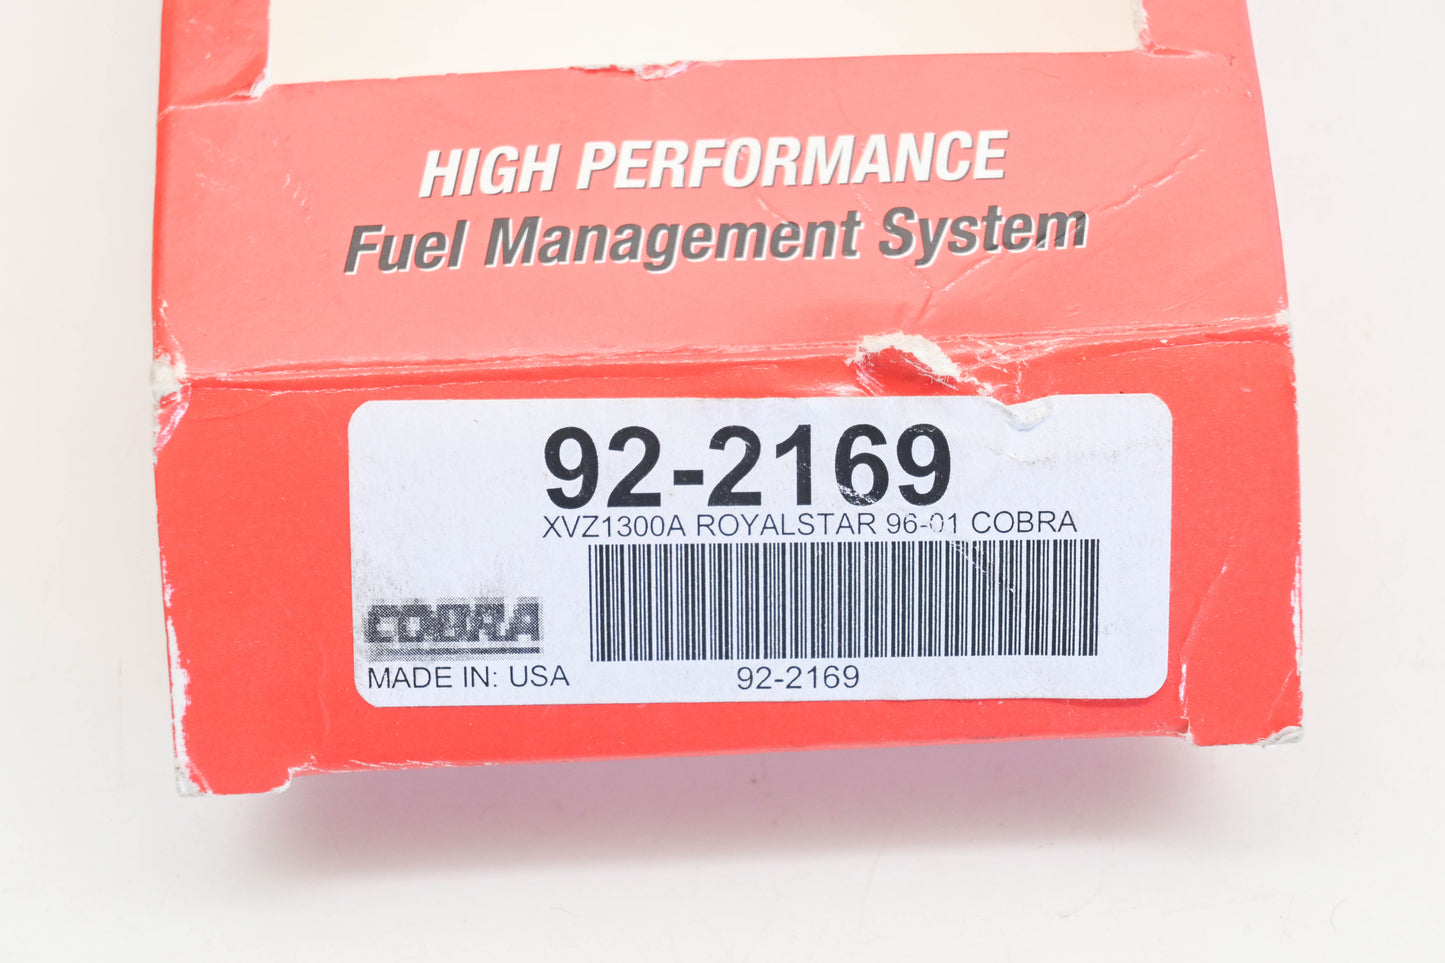 HIGH PERFORMANCE
Fuel Management System
92-2169
XVZ1300A ROYALSTAR 96-01 COBRA
COBRA
MADE IN: USA
92-2169